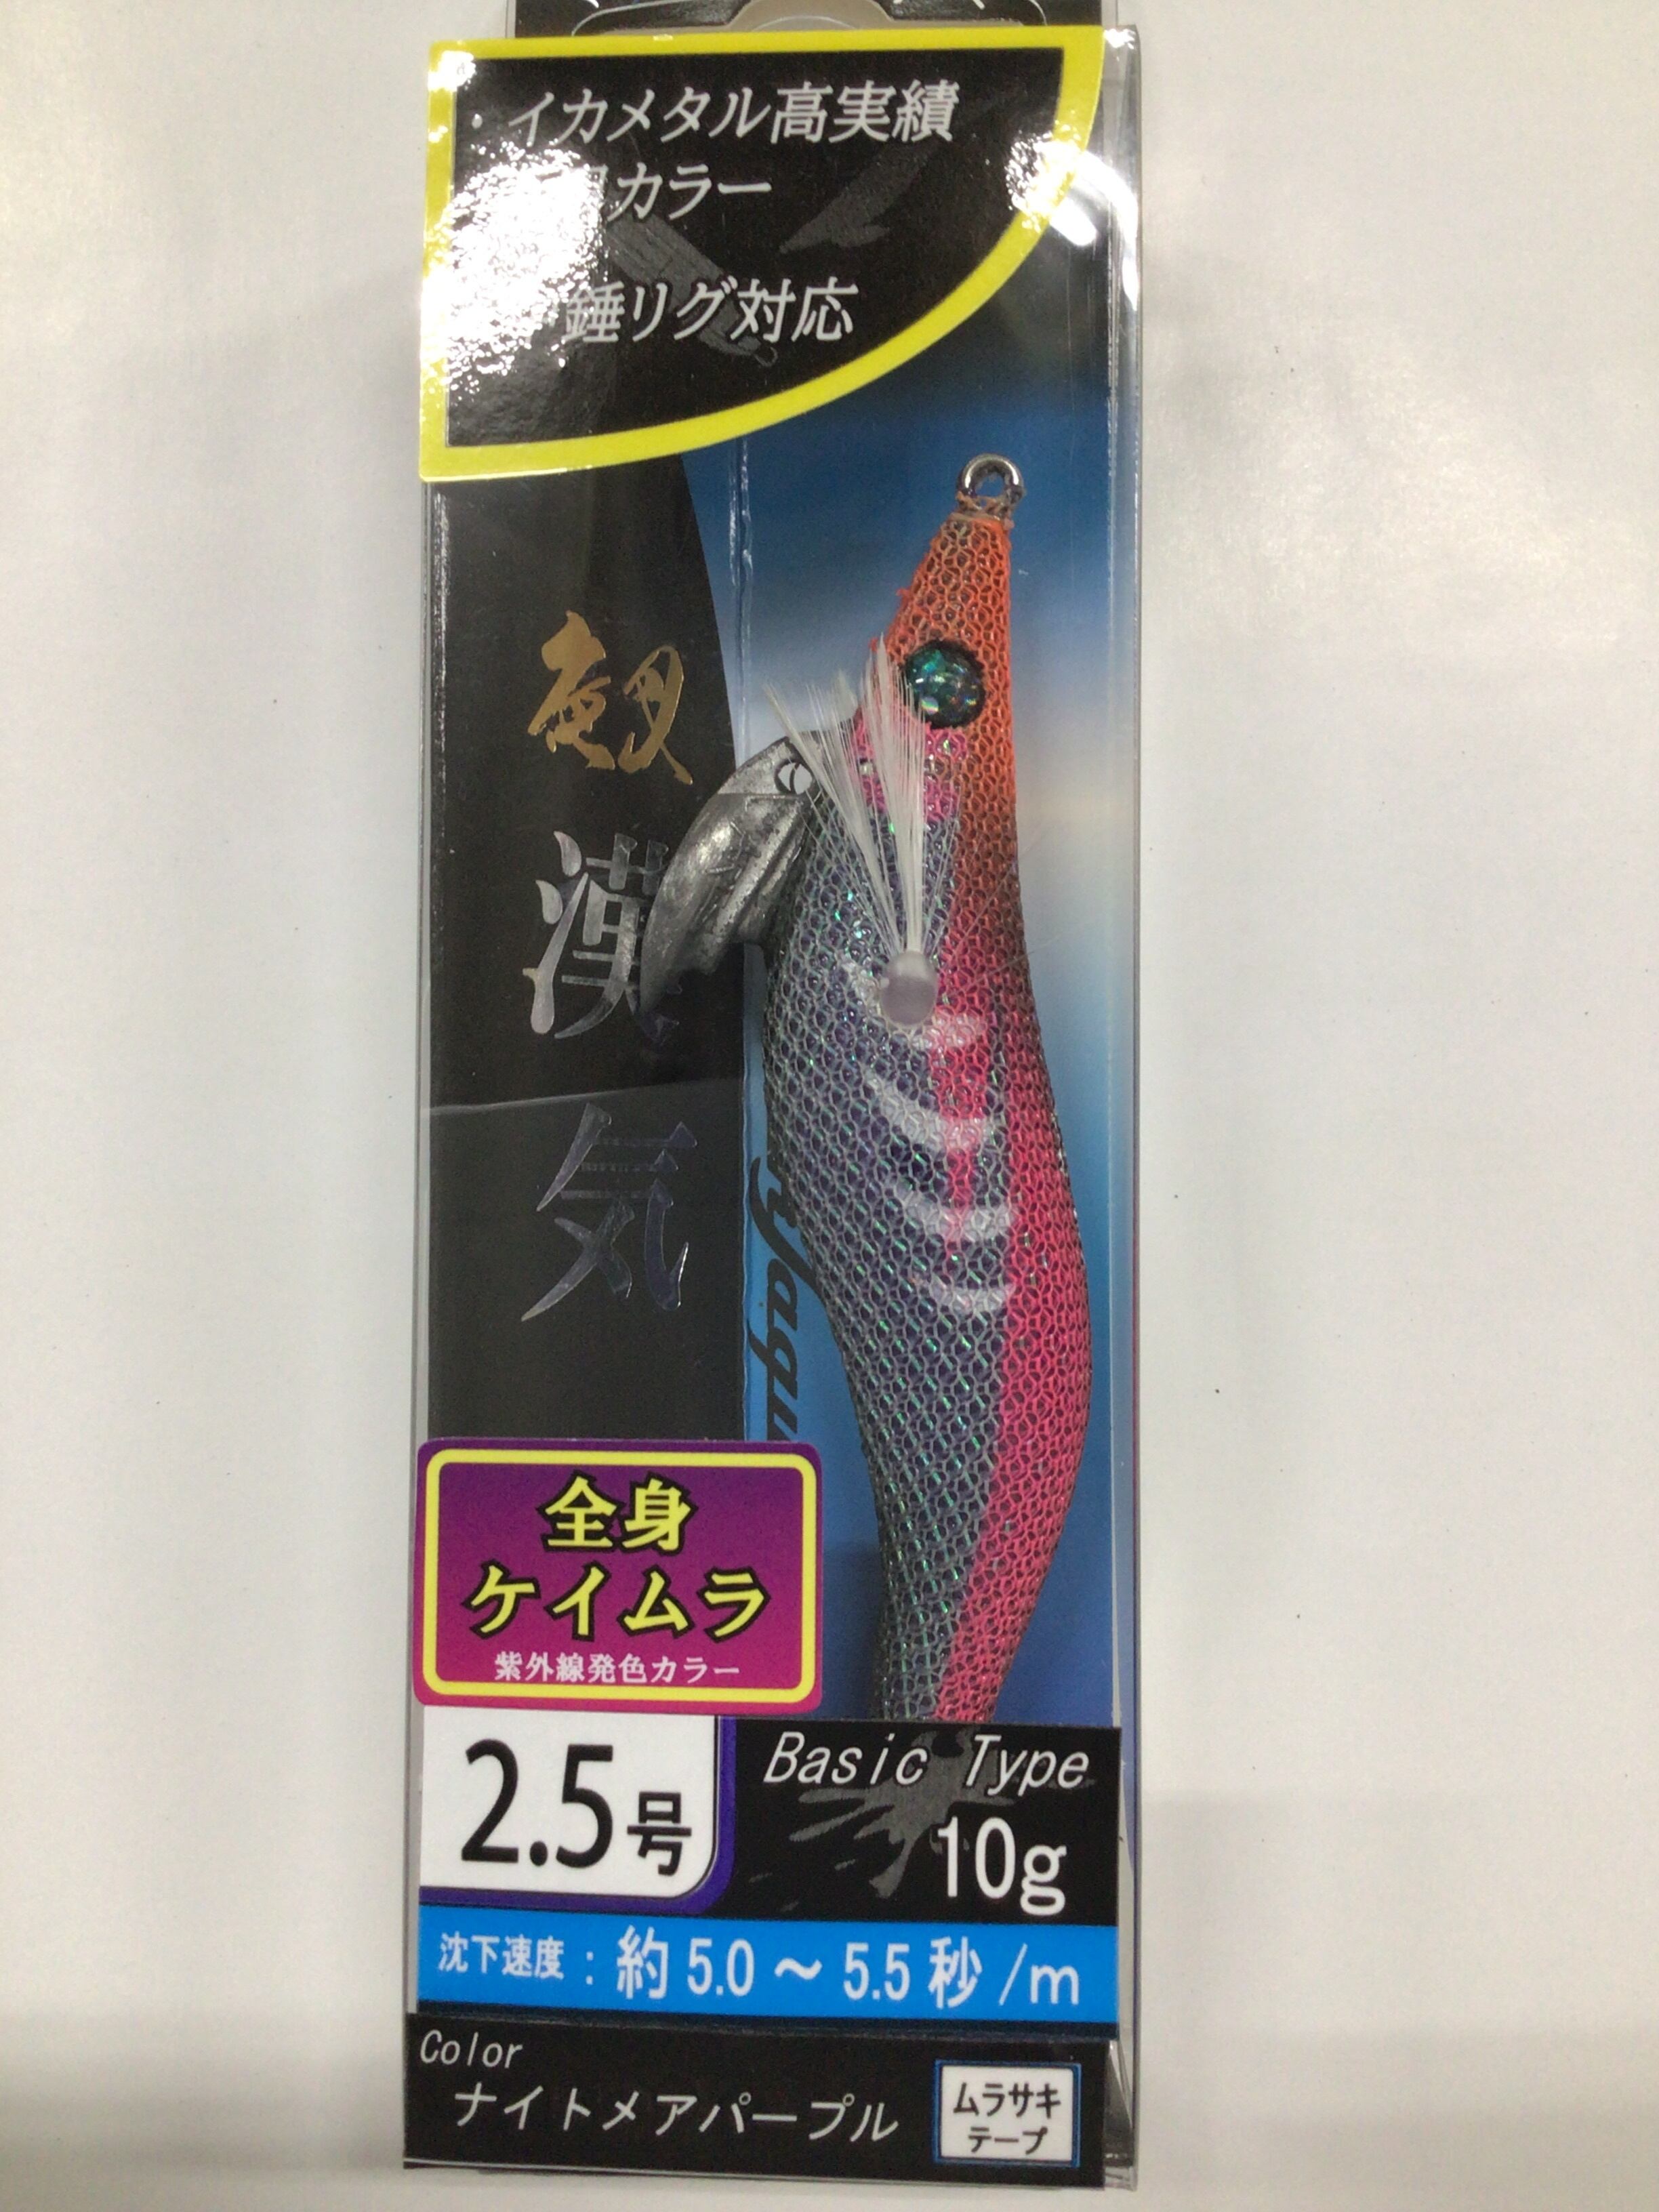 イカメタル高実績
カラー
錘リグ対応
漢
気
全身
ケイムラ
紫外線発色カラー
2.5号
Basic Type
10g
沈下速度：約5.0～5.5秒/m
Color
ナイトメアパープル
ムラサキ
テープ